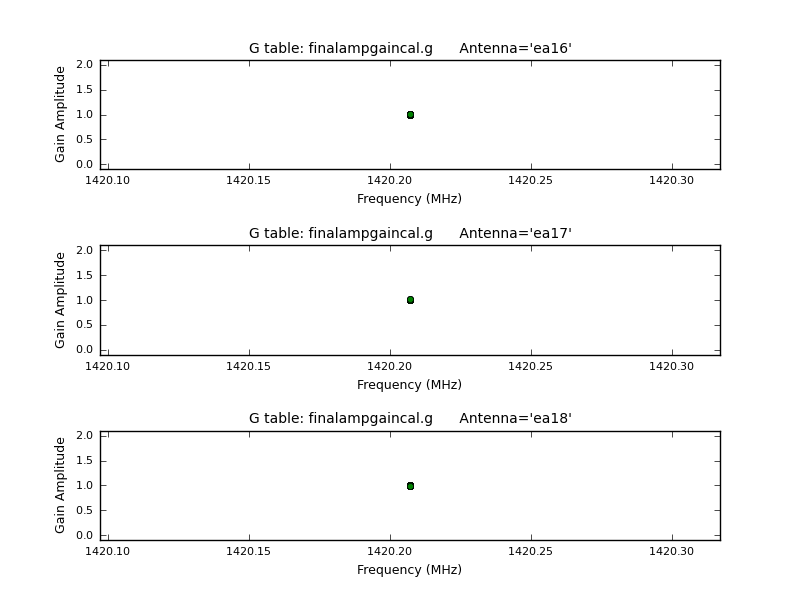 G table: finalampgaincal.g Antenna='ea16'
2.0
1.5
1.0
0.5
0.0
Gain Amplitude
1420.10 1420.15 1420.20 1420.25 1420.30
Frequency (MHz)
G table: finalampgaincal.g Antenna='ea17'
2.0
1.5
1.0
0.5
0.0
Gain Amplitude
1420.10 1420.15 1420.20 1420.25 1420.30
Frequency (MHz)
G table: finalampgaincal.g Antenna='ea18'
2.0
1.5
1.0
0.5
0.0
Gain Amplitude
1420.10 1420.15 1420.20 1420.25 1420.30
Frequency (MHz)